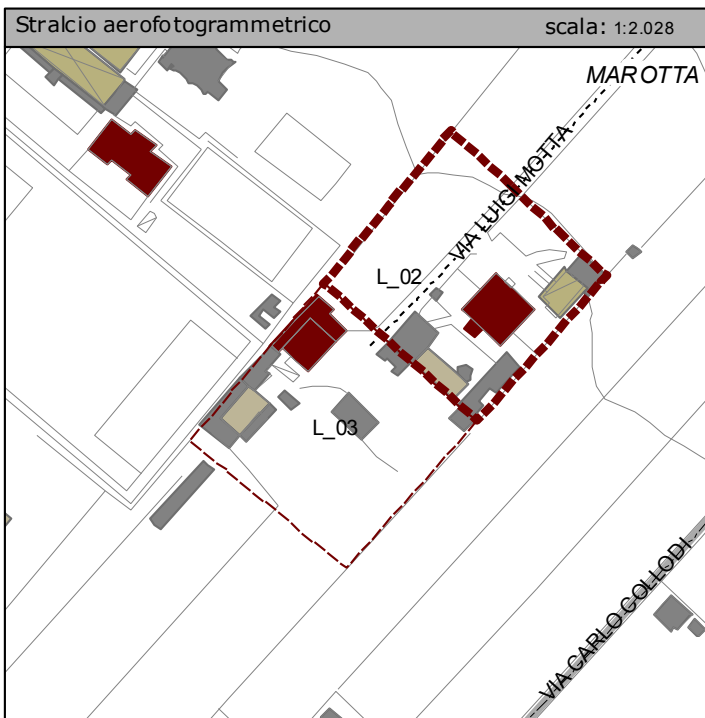 Stralcio aerofotogrammetrico scala: 1:2.028
MAROTTA
VIA LUIGI MOTTA
L_02
L_03
VIA CARLO COLLODI